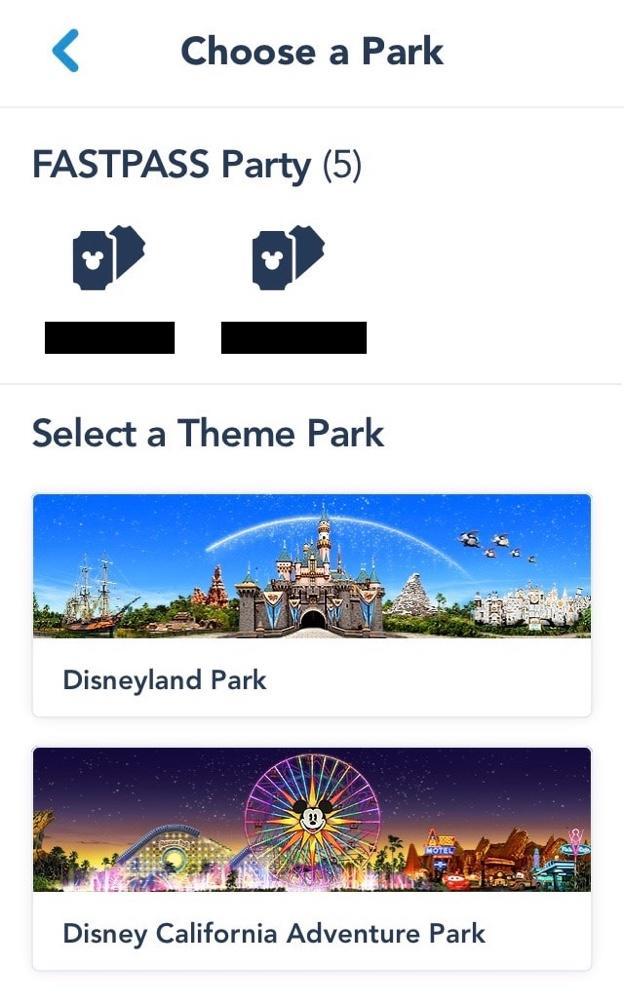 Choose a Park
FASTPASS Party (5)
Select a Theme Park
Disneyland Park
MOTEL
Disney California Adventure Park